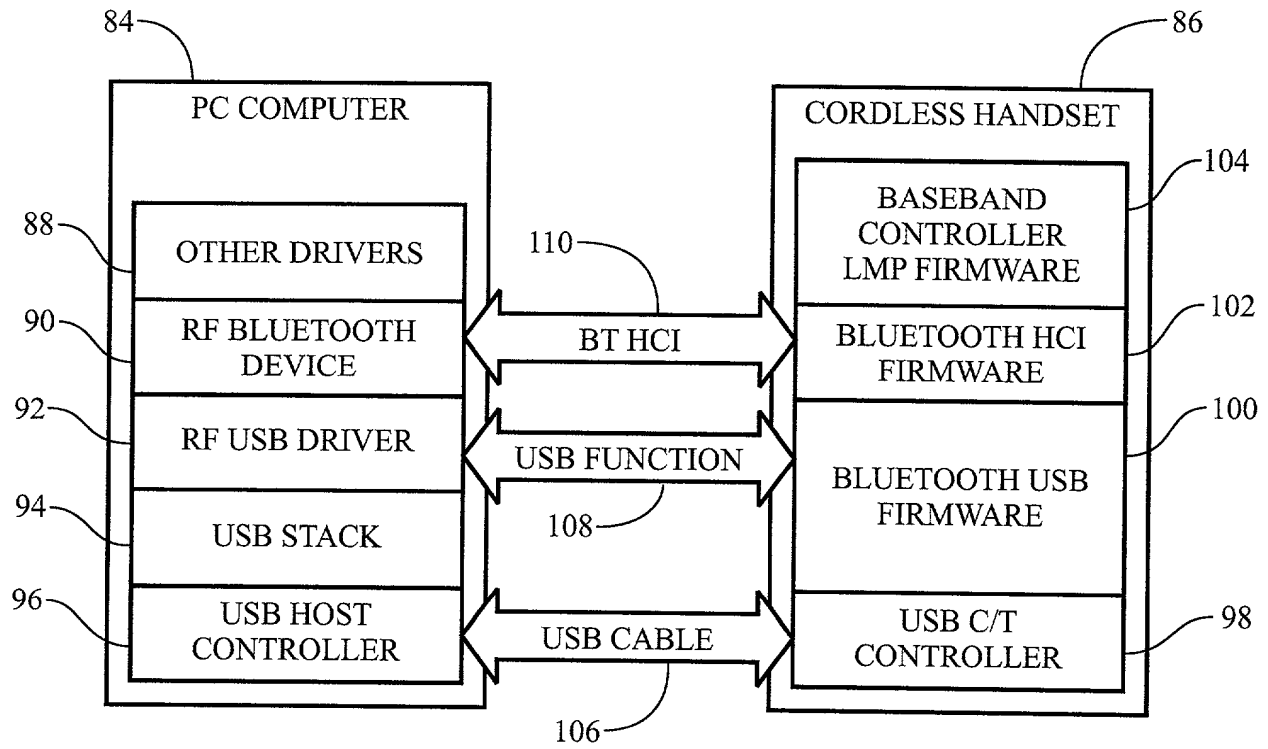 84
86
PC COMPUTER
CORDLESS HANDSET
104
BASEBAND
CONTROLLER
LMP FIRMWARE
88
OTHER DRIVERS
110
102
90
RF BLUETOOTH
DEVICE
BT HCI
BLUETOOTH HCI
FIRMWARE
92
RF USB DRIVER
USB FUNCTION
100
BLUETOOTH USB
FIRMWARE
108
94
USB STACK
96
USB HOST
CONTROLLER
USB CABLE
USB C/T
CONTROLLER
98
106